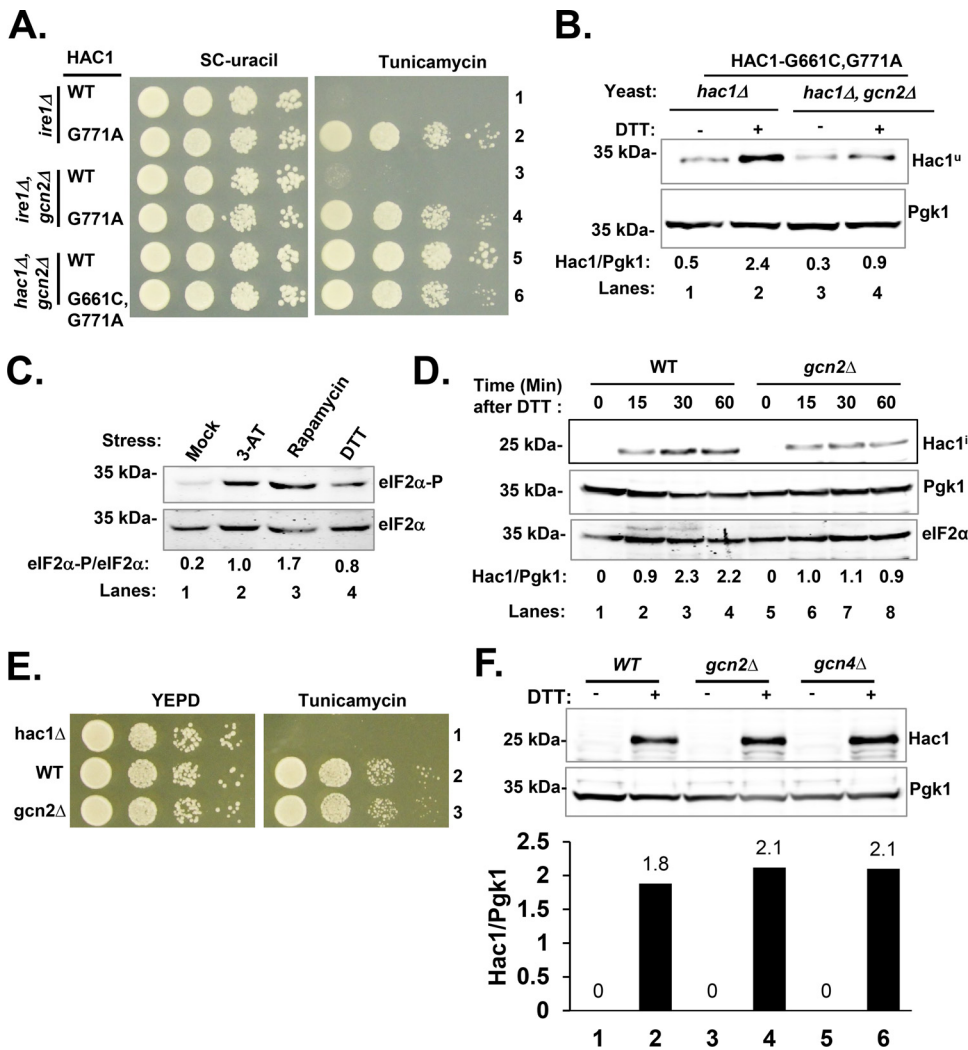 A.
HAC1
SC-uracil
Tunicamycin
ire1Δ
WT
1
G771A
2
ire1Δ, gcn2Δ
WT
3
G771A
4
hac1Δ, gcn2Δ
WT
5
G661C, G771A
6
B.
HAC1-G661C,G771A
Yeast: hac1Δ hac1Δ, gcn2Δ
DTT: - + - +
35 kDa- Hac1ᵘ
35 kDa- Pgk1
Hac1/Pgk1: 0.5 2.4 0.3 0.9
Lanes: 1 2 3 4
C.
Stress: Mock 3-AT Rapamycin DTT
35 kDa- eIF2α-P
35 kDa- eIF2α
eIF2α-P/eIF2α: 0.2 1.0 1.7 0.8
Lanes: 1 2 3 4
D.
WT gcn2Δ
Time (Min)
after DTT : 0 15 30 60 0 15 30 60
25 kDa- Hac1ⁱ
35 kDa- Pgk1
35 kDa- eIF2α
Hac1/Pgk1: 0 0.9 2.3 2.2 0 1.0 1.1 0.9
Lanes: 1 2 3 4 5 6 7 8
E.
YEPD Tunicamycin
hac1Δ 1
WT 2
gcn2Δ 3
F.
WT gcn2Δ gcn4Δ
DTT: - + - + - +
25 kDa- Hac1
35 kDa- Pgk1
Hac1/Pgk1
2.5
2
1.5
1
0.5
0
0 1.8 0 2.1 0 2.1
1 2 3 4 5 6